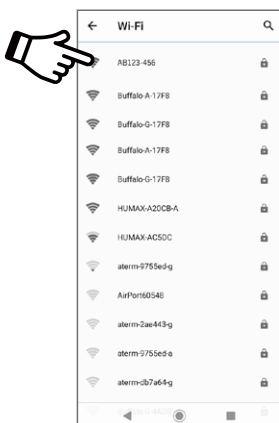 Wi-Fi
AB123-456
Buffalo-A-17F8
Buffalo-G-17F8
Buffalo-A-17F8
Buffalo-G-17F8
HUMAX-A20CB-A
HUMAX-AC50C
aterm-9755ed-g
AirPort60548
aterm-2ae443-g
aterm-9755ed-a
aterm-db7a64-g